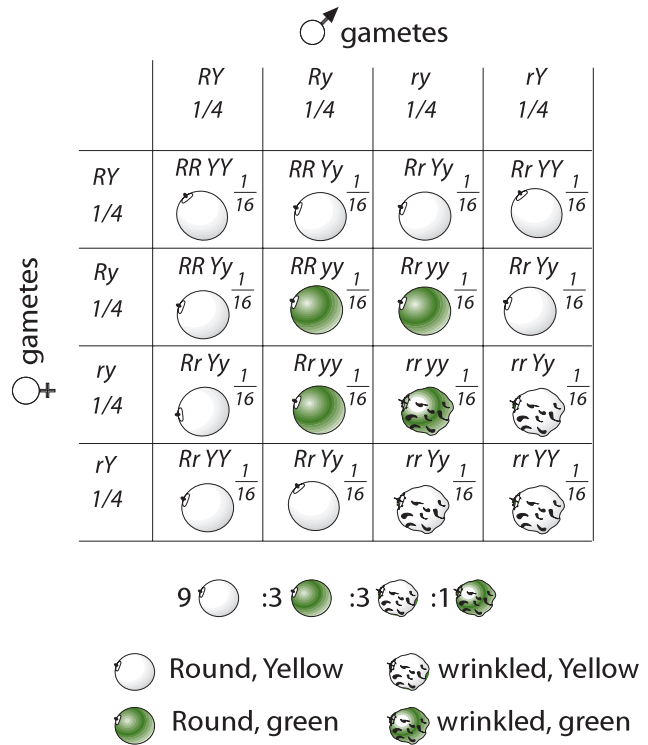 gametes
RY Ry ry rY
1/4 1/4 1/4 1/4
RY RR YY 1/16 RR Yy 1/16 Rr Yy 1/16 Rr YY 1/16
1/4
Ry RR Yy 1/16 RR yy 1/16 Rr yy 1/16 Rr Yy 1/16
1/4
gametes
ry Rr Yy 1/16 Rr yy 1/16 rr yy 1/16 rr Yy 1/16
1/4
rY Rr YY 1/16 Rr Yy 1/16 rr Yy 1/16 rr YY 1/16
1/4
9 :3 :3 :1
Round, Yellow wrinkled, Yellow
Round, green wrinkled, green